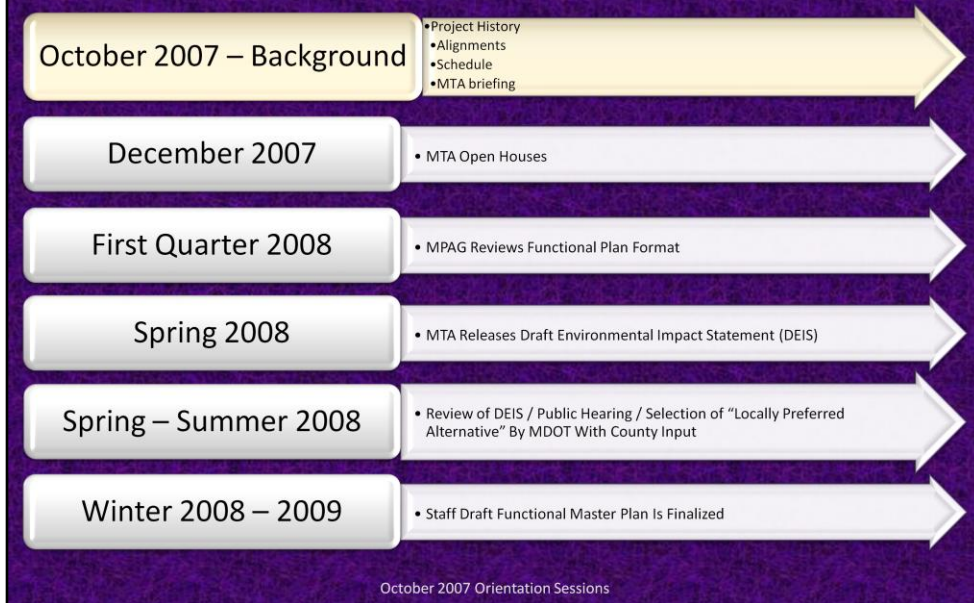 October 2007 – Background
•Project History
•Alignments
•Schedule
•MTA briefing
December 2007
• MTA Open Houses
First Quarter 2008
• MPAG Reviews Functional Plan Format
Spring 2008
• MTA Releases Draft Environmental Impact Statement (DEIS)
Spring – Summer 2008
• Review of DEIS / Public Hearing / Selection of “Locally Preferred
Alternative” By MDOT With County Input
Winter 2008 – 2009
• Staff Draft Functional Master Plan Is Finalized
October 2007 Orientation Sessions